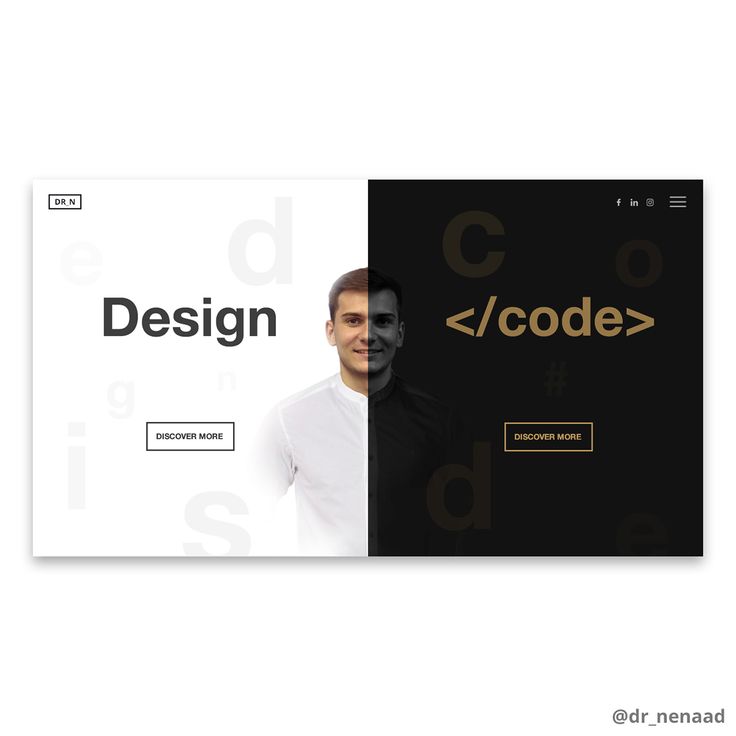 DR_N
d
e
c
o
Design
</code>
g
n
#
DISCOVER MORE
DISCOVER MORE
i
s
d
e
@dr_nenaad